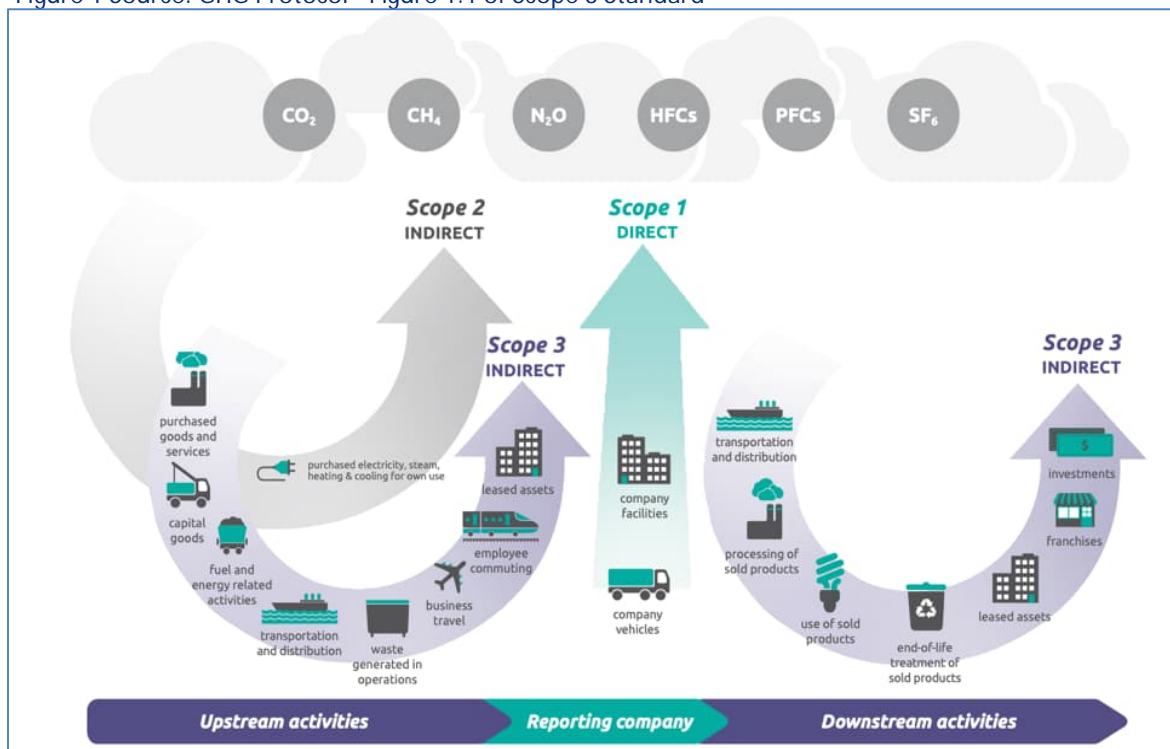 Figure 1 source: GHG Protocol - Figure 1.1 of Scope 3 standard
CO₂ CH₄ N₂O HFCs PFCs SF₆
Scope 2
INDIRECT
Scope 1
DIRECT
Scope 3
INDIRECT
Scope 3
INDIRECT
purchased
goods and
services
capital
goods
fuel and
energy related
activities
transportation
and distribution
waste
generated in
operations
business
travel
employee
commuting
leased assets
purchased electricity, steam,
heating & cooling for own use
company
facilities
company
vehicles
transportation
and distribution
processing of
sold products
use of sold
products
end-of-life
treatment of
sold products
leased assets
franchises
$
investments
Upstream activities
Reporting company
Downstream activities